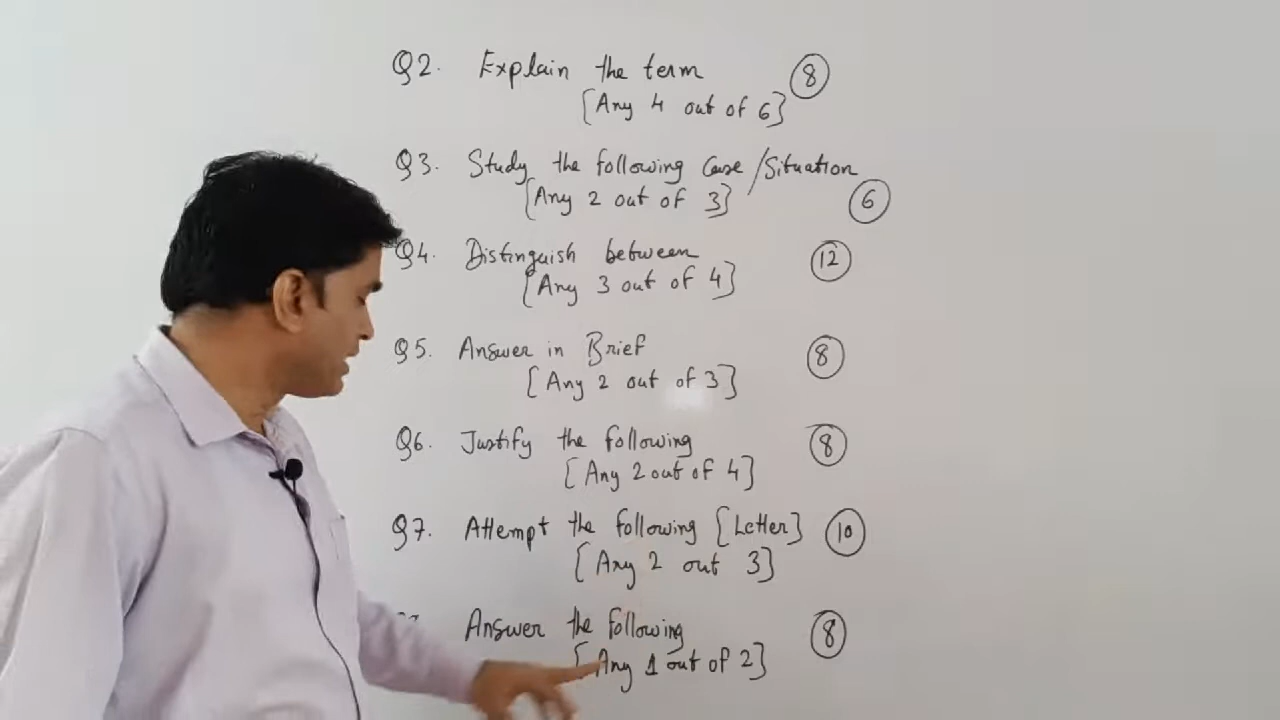 Q2. Explain the term 8
[Any 4 out of 6]
Q3. Study the following Case/Situation
[Any 2 out of 3] 6
Q4. Distinguish between 12
[Any 3 out of 4]
Q5. Answer in Brief 8
[Any 2 out of 3]
Q6. Justify the following 8
[Any 2 out of 4]
Q7. Attempt the following [Letter] 10
[Any 2 out 3]
Answer the following 8
[Any 1 out of 2]